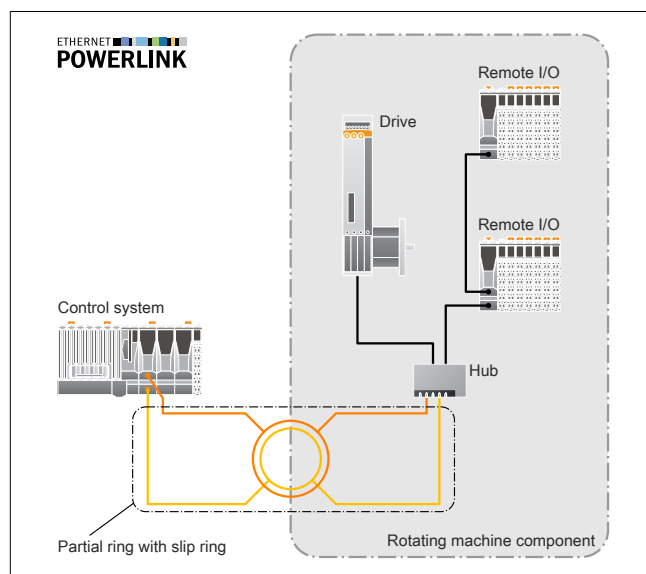 ETHERNET
POWERLINK
Remote I/O
Drive
Remote I/O
Control system
Hub
Partial ring with slip ring
Rotating machine component